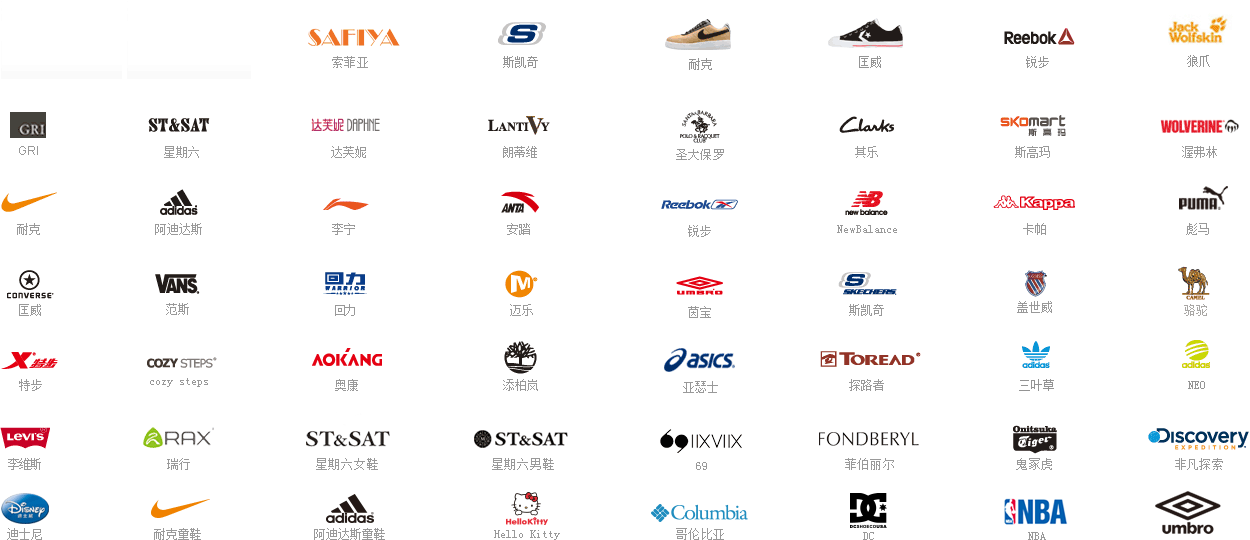 SAFIYA
S
Reebok
Jack Wolfskin
索菲亚
斯凯奇
耐克
匡威
锐步
狼爪
GRI
ST&SAT
达芙妮 DAPHNE
LANTIVY
SANTA BARBARA
POLO & RACQUET
CLUB
Clarks
SKOMART
斯高玛
WOLVERINE
GRI
星期六
达芙妮
朗蒂维
圣大保罗
其乐
斯高玛
渥弗林
adidas
ANTA
Reebok
new balance
Kappa
PUMA
耐克
阿迪达斯
李宁
安踏
锐步
NewBalance
卡帕
彪马
CONVERSE
VANS
回力
WARRIOR
M
umbro
S
SKECHERS
CAMEL
匡威
范斯
回力
迈乐
茵宝
斯凯奇
盖世威
骆驼
X特步
COZY STEPS
AOKANG
asics
TOREAD
adidas
adidas
特步
cozy steps
奥康
添柏岚
亚瑟士
探路者
三叶草
NEO
LEVI'S
RAX
ST&SAT
ST&SAT
IIXVIIX
FONDBERYL
Onitsuka
Tiger
Discovery
EXPEDITION
李维斯
瑞行
星期六女鞋
星期六男鞋
69
菲伯丽尔
鬼冢虎
非凡探索
Disney
adidas
HelloKitty
Columbia
DC
DCSHOECOUSA
NBA
umbro
迪士尼
耐克童鞋
阿迪达斯童鞋
Hello Kitty
哥伦比亚
DC
NBA